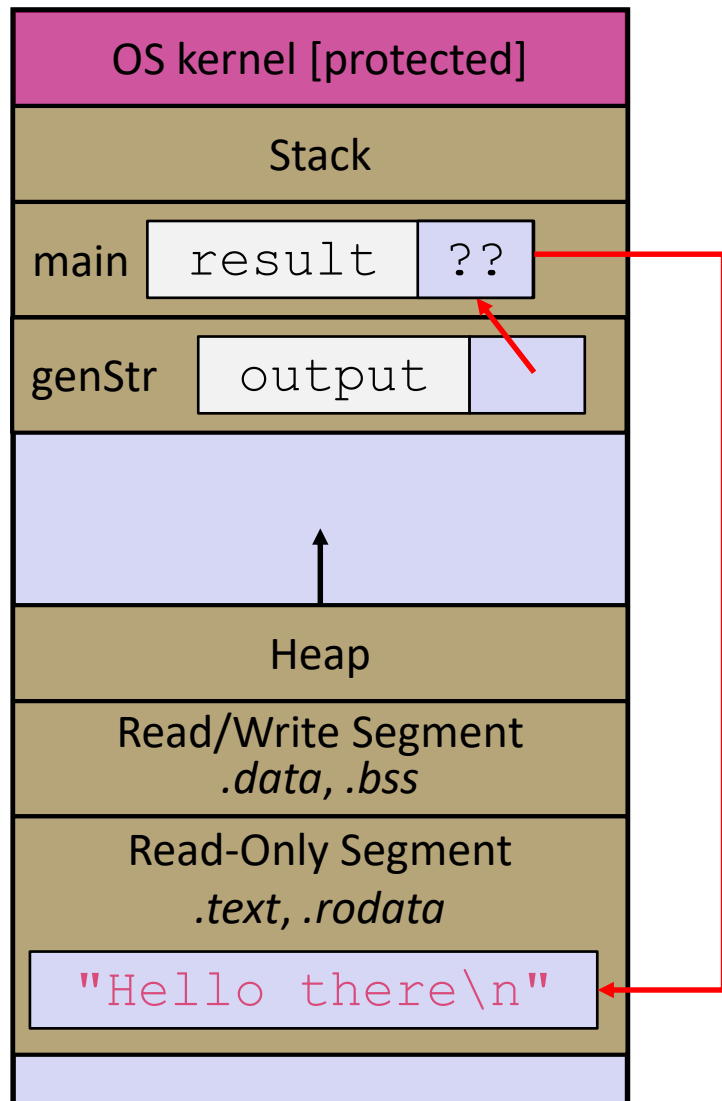 OS kernel [protected]
Stack
main result ??
genStr output
Heap
Read/Write Segment
.data, .bss
Read-Only Segment
.text, .rodata
"Hello there\n"